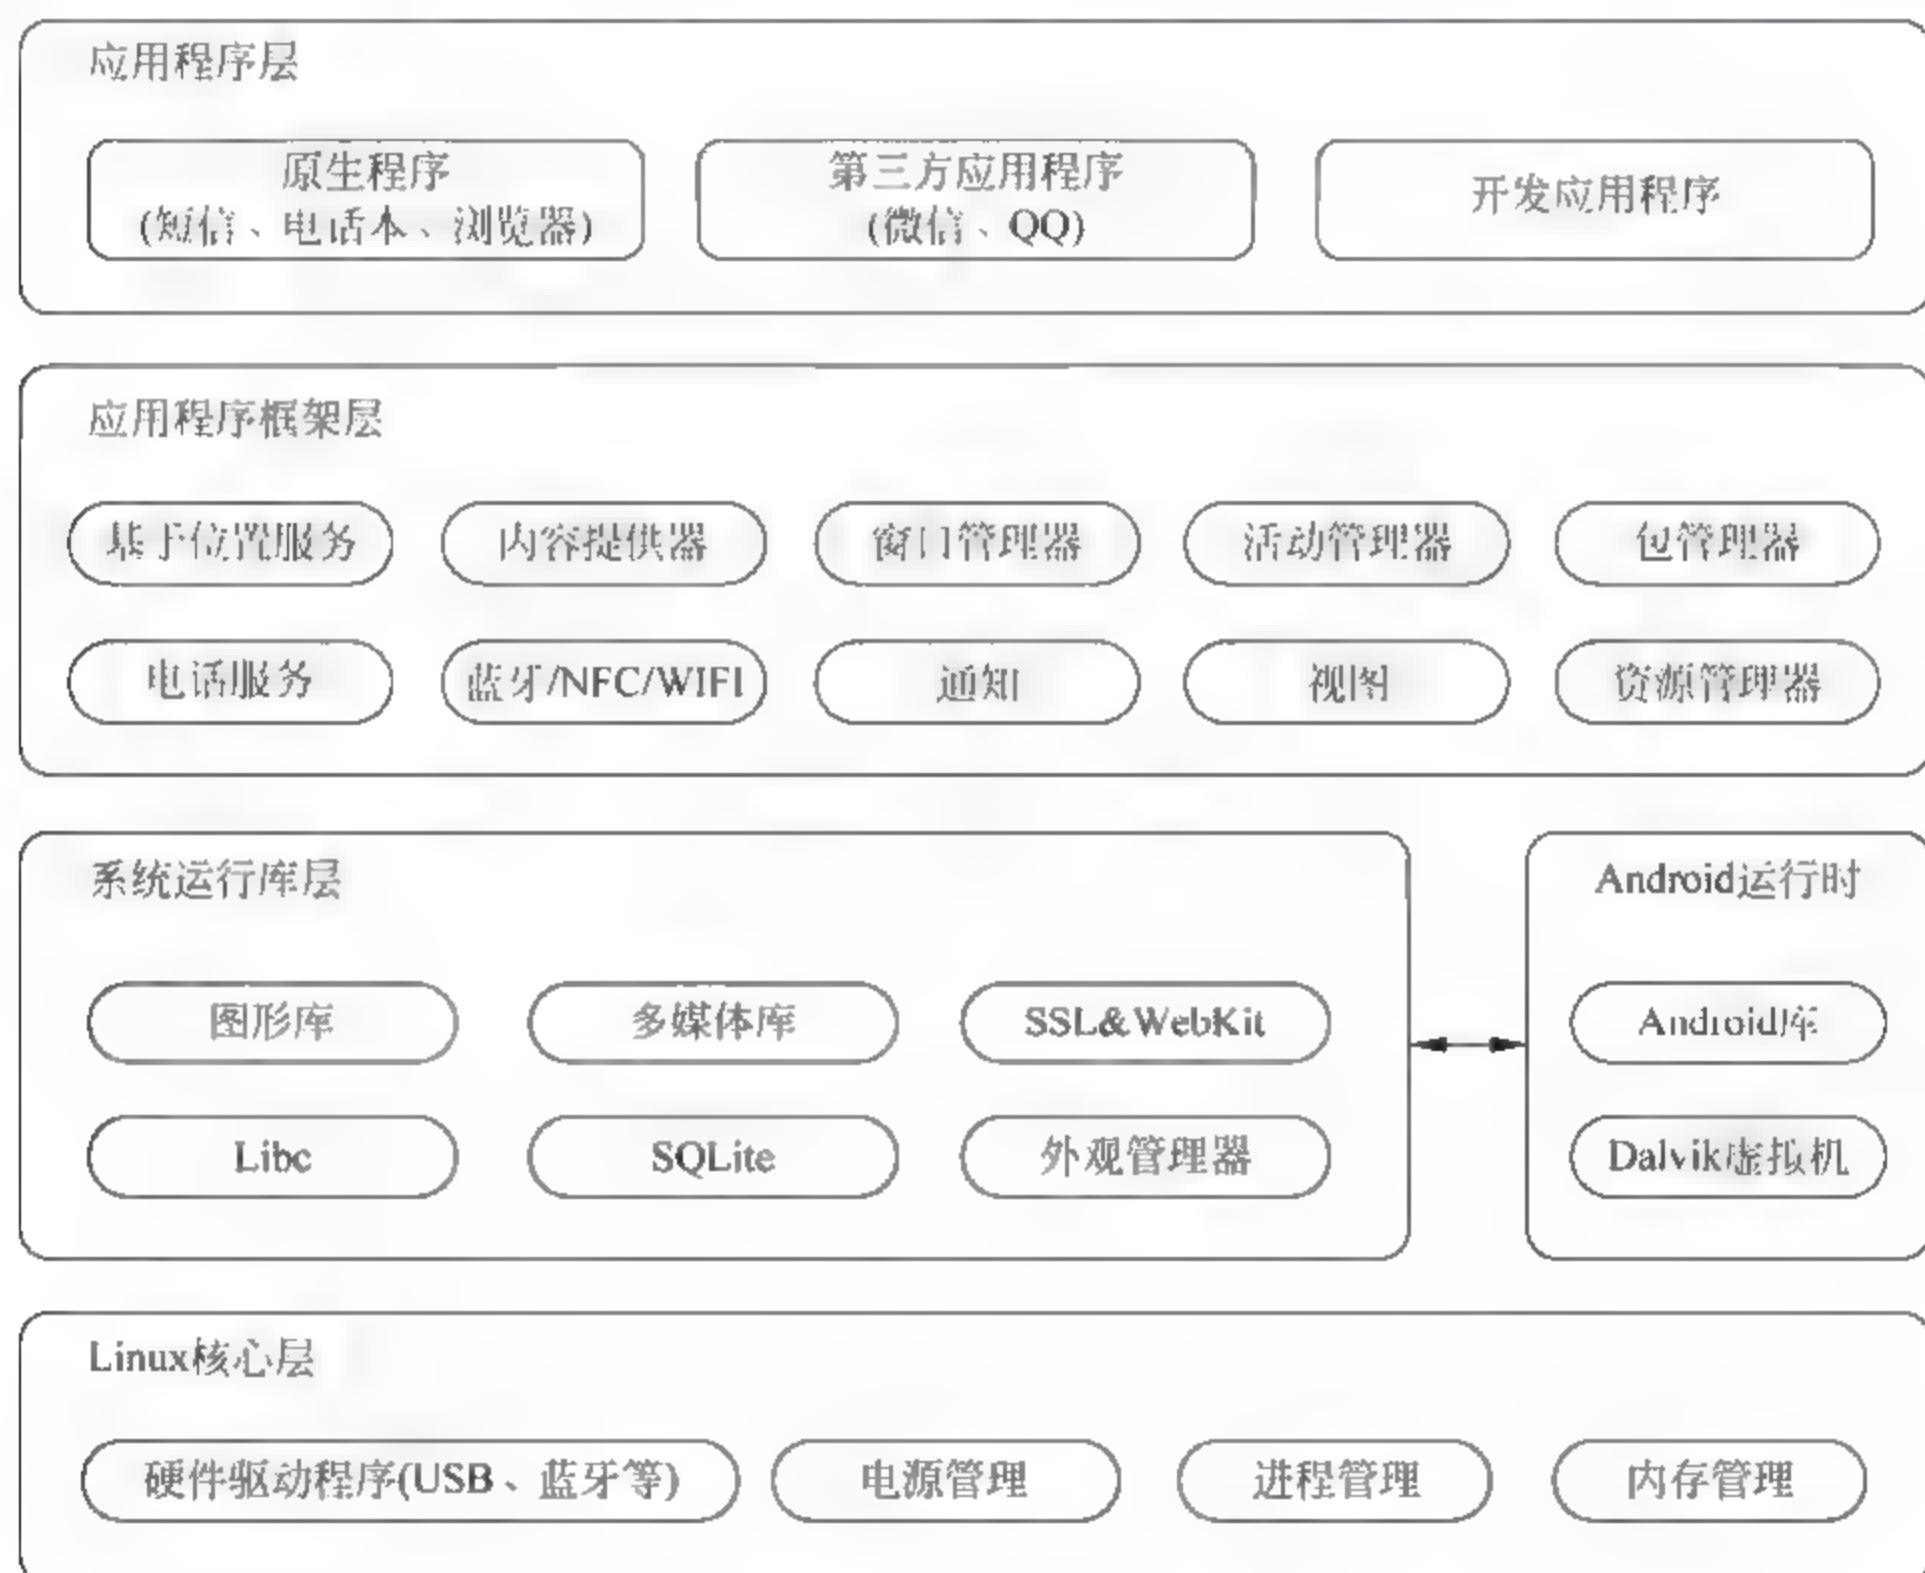 应用程序层
原生程序
(短信、电话本、浏览器)
第三方应用程序
(微信、QQ)
开发应用程序
应用程序框架层
基于位置服务
内容提供器
窗口管理器
活动管理器
包管理器
电话服务
蓝牙/NFC/WIFI
通知
视图
资源管理器
系统运行库层
图形库
多媒体库
SSL&WebKit
Libc
SQLite
外观管理器
Android运行时
Android库
Dalvik虚拟机
Linux核心层
硬件驱动程序(USB、蓝牙等)
电源管理
进程管理
内存管理